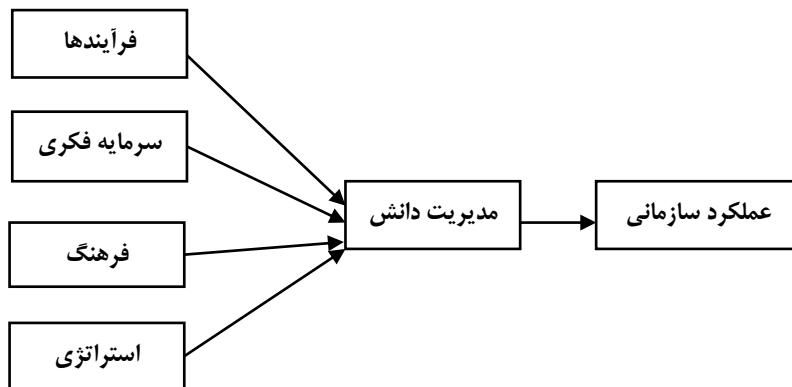 فرآیندها
سرمایه فکری
مدیریت دانش
عملکرد سازمانی
فرهنگ
استراتژی